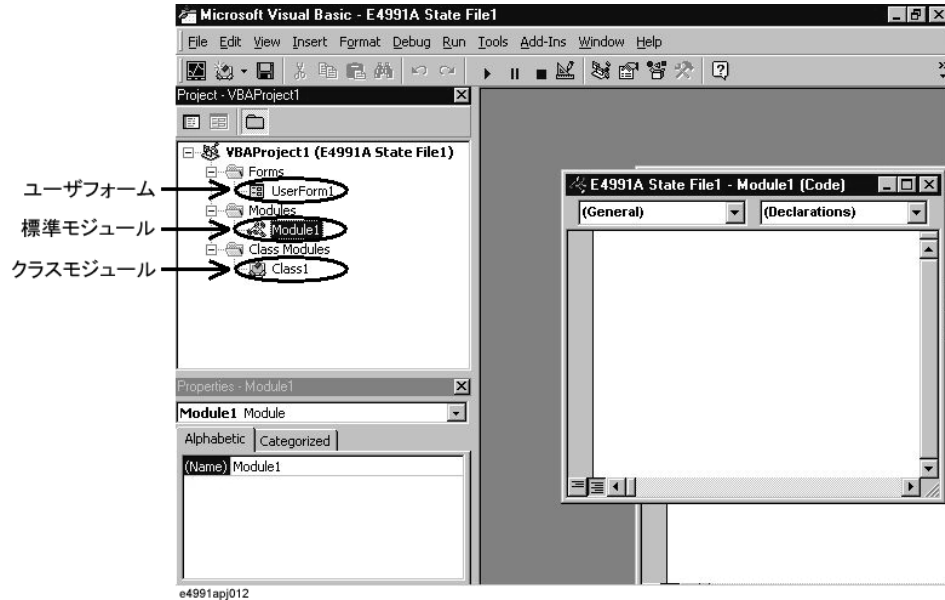 Microsoft Visual Basic - E4991A State File1
File Edit View Insert Format Debug Run Tools Add-Ins Window Help
Project - VBAProject1
VBAProject1 (E4991A State File1)
Forms
ユーザフォーム
UserForm1
Modules
標準モジュール
Module1
Class Modules
クラスモジュール
Class1
E4991A State File1 - Module1 (Code)
(General)
(Declarations)
Properties - Module1
Module1 Module
Alphabetic Categorized
(Name) Module1
e4991apj012